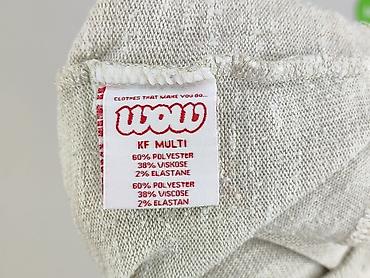 CLOTHES THAT MAKE YOU GO...
WOW
KF MULTI
60% POLYESTER
38% VISKOSE
2% ELASTANE
60% POLYESTER
38% VISCOSE
2% ELASTAN